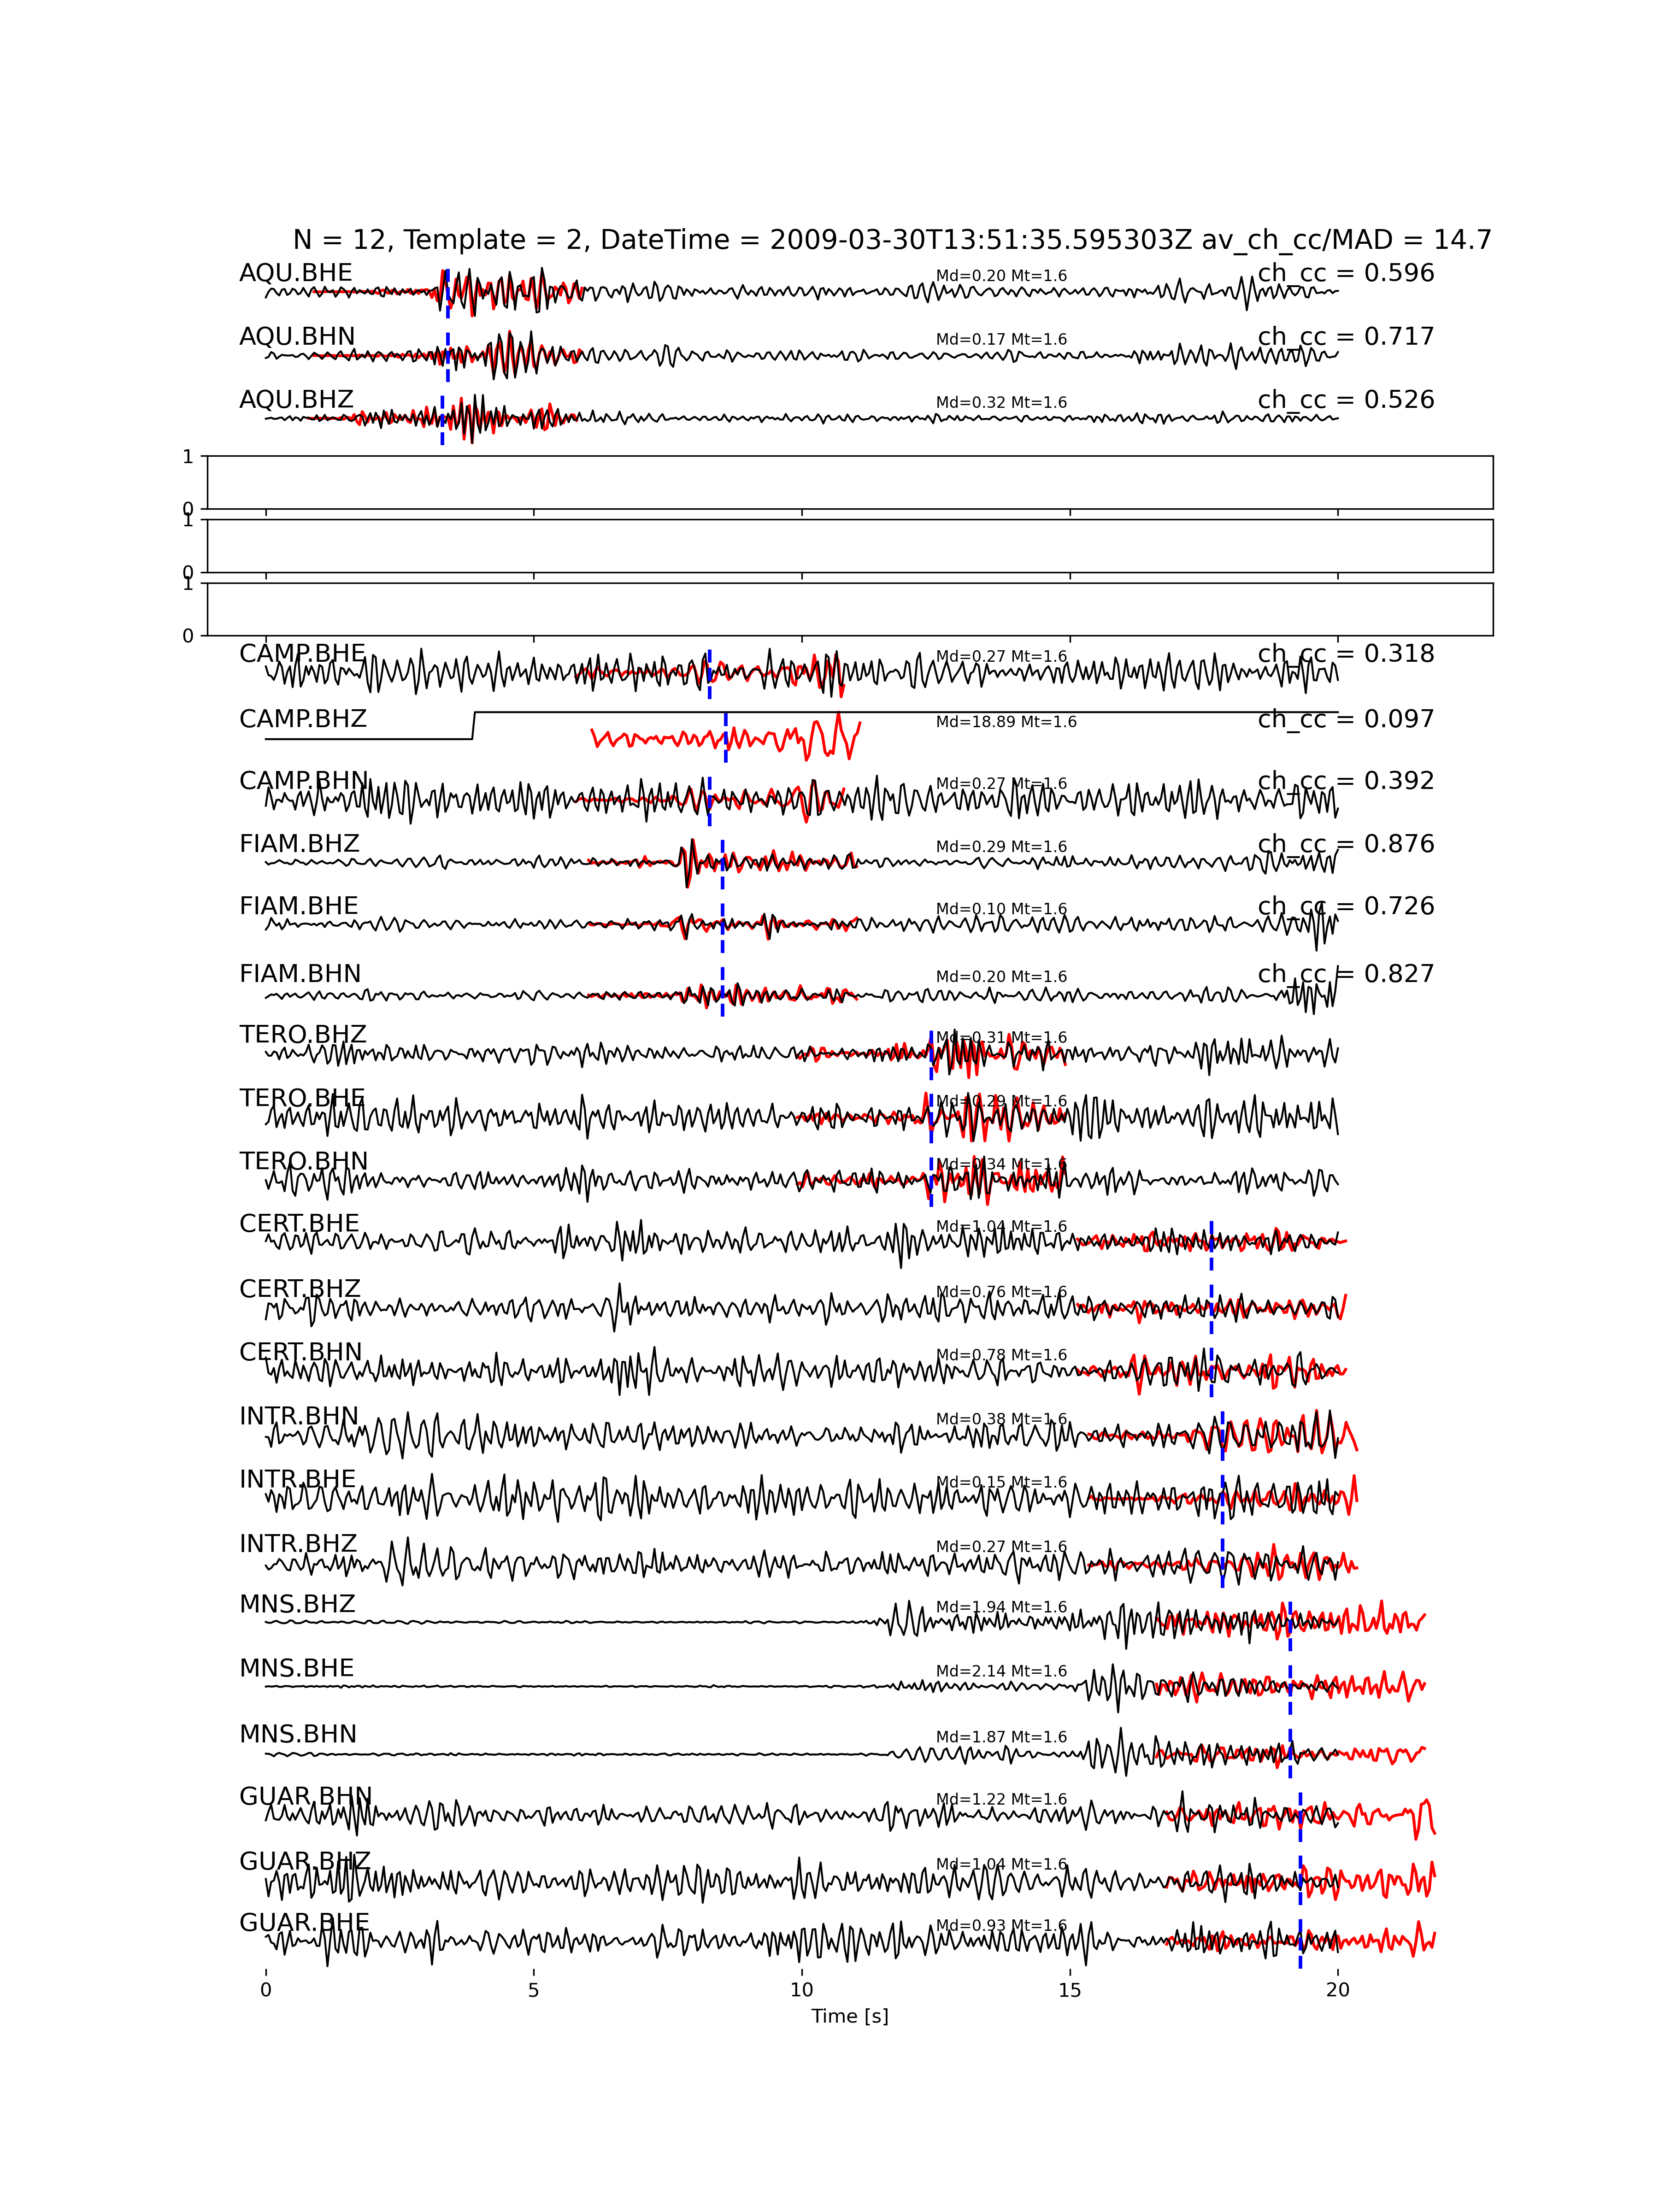 N = 12, Template = 2, DateTime = 2009-03-30T13:51:35.595303Z av_ch_cc/MAD = 14.7
AQU.BHE Md=0.20 Mt=1.6 ch_cc = 0.596
AQU.BHN Md=0.17 Mt=1.6 ch_cc = 0.717
AQU.BHZ Md=0.32 Mt=1.6 ch_cc = 0.526
1
0
1
0
1
0
CAMP.BHE Md=0.27 Mt=1.6 ch_cc = 0.318
CAMP.BHZ Md=18.89 Mt=1.6 ch_cc = 0.097
CAMP.BHN Md=0.27 Mt=1.6 ch_cc = 0.392
FIAM.BHZ Md=0.29 Mt=1.6 ch_cc = 0.876
FIAM.BHE Md=0.10 Mt=1.6 ch_cc = 0.726
FIAM.BHN Md=0.20 Mt=1.6 ch_cc = 0.827
TERO.BHZ Md=0.31 Mt=1.6
TERO.BHE Md=0.29 Mt=1.6
TERO.BHN Md=0.34 Mt=1.6
CERT.BHE Md=1.04 Mt=1.6
CERT.BHZ Md=0.76 Mt=1.6
CERT.BHN Md=0.78 Mt=1.6
INTR.BHN Md=0.38 Mt=1.6
INTR.BHE Md=0.15 Mt=1.6
INTR.BHZ Md=0.27 Mt=1.6
MNS.BHZ Md=1.94 Mt=1.6
MNS.BHE Md=2.14 Mt=1.6
MNS.BHN Md=1.87 Mt=1.6
GUAR.BHN Md=1.22 Mt=1.6
GUAR.BHZ Md=1.04 Mt=1.6
GUAR.BHE Md=0.93 Mt=1.6
0 5 10 15 20
Time [s]